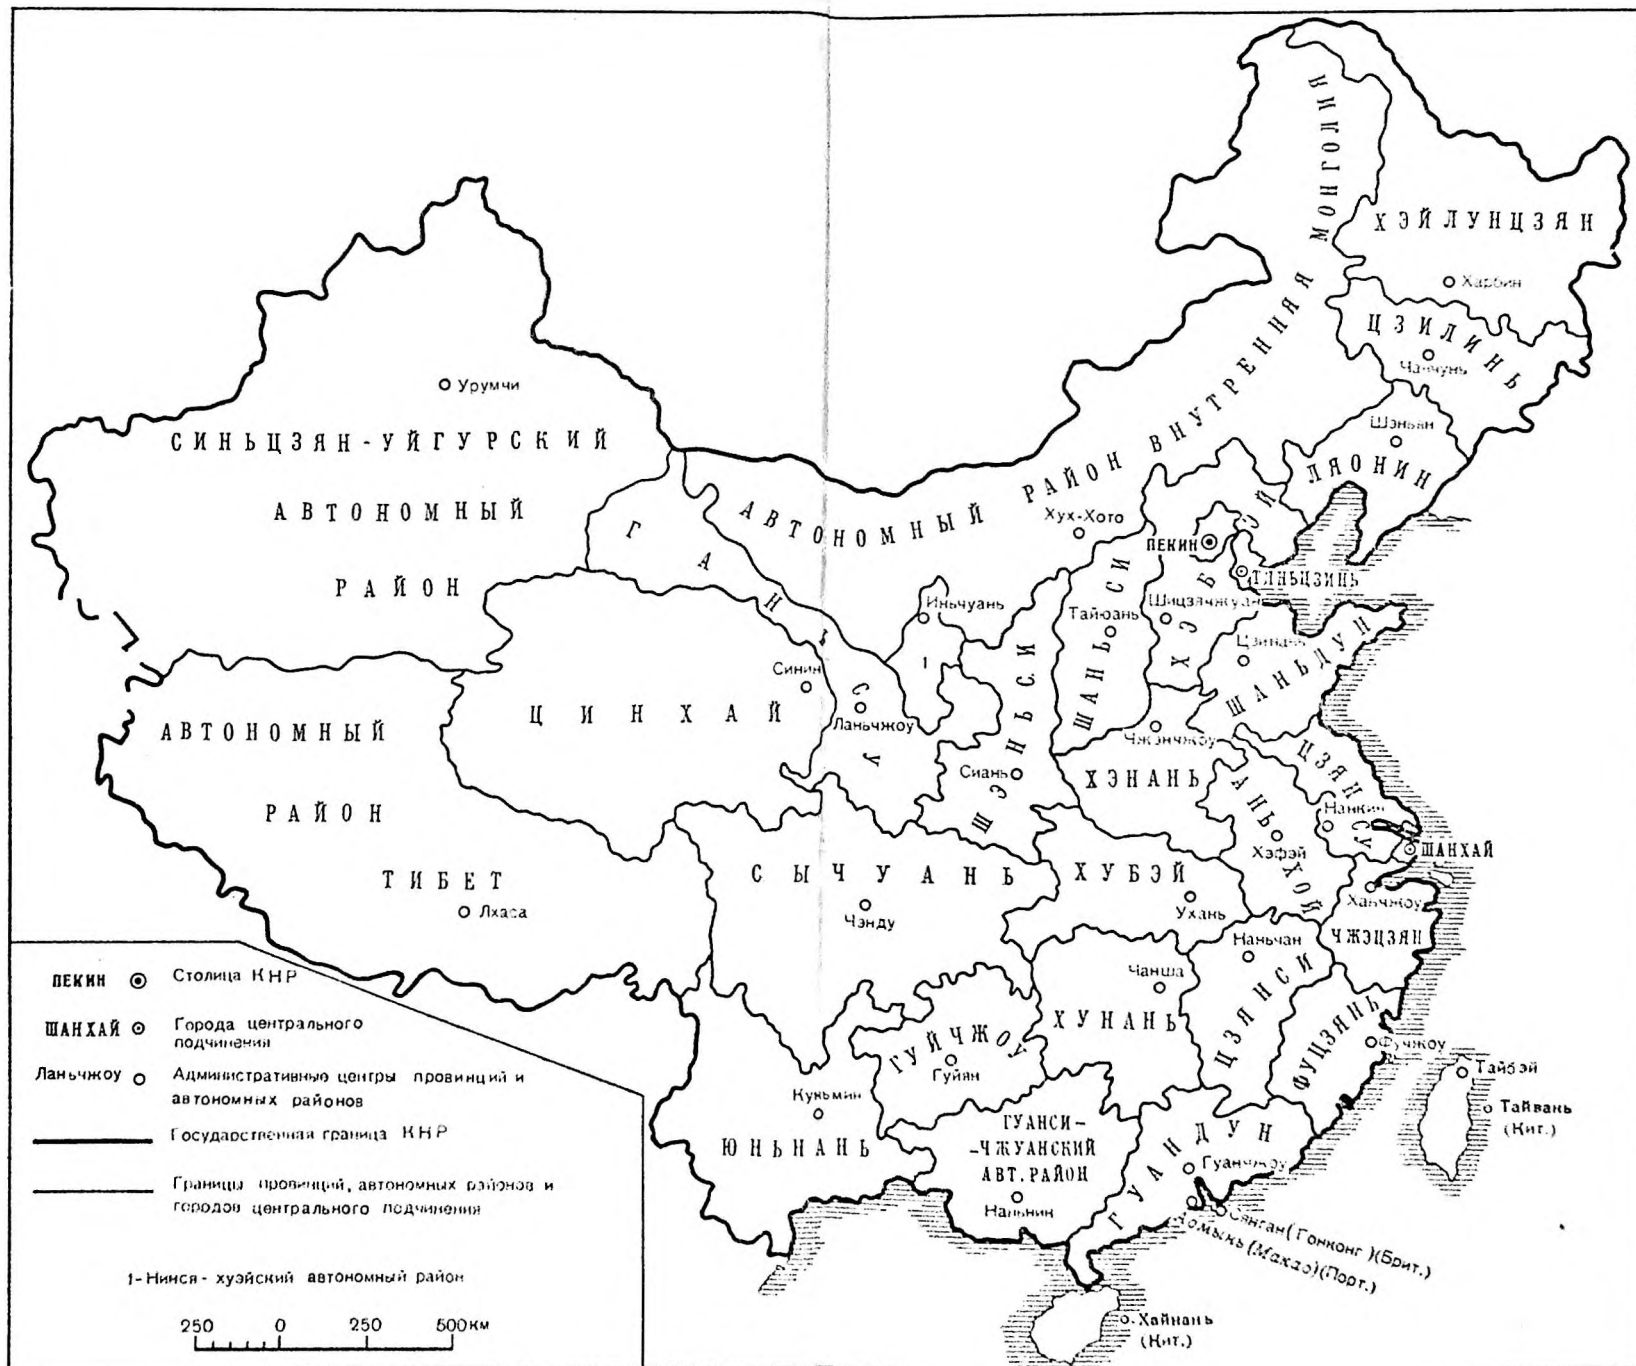 АВТОНОМНЫЙ РАЙОН ВНУТРЕННЯЯ МОНГОЛИЯ
ХЭЙЛУНЦЗЯН
Харбин
ЦЗИЛИНЬ
Чанчунь
Шэньян
ЛЯОНИН
Урумчи
СИНЬЦЗЯН-УЙГУРСКИЙ
АВТОНОМНЫЙ
РАЙОН
ГАНЬСУ
Хух-Хото
ПЕКИН
ТЯНЬЦЗИНЬ
ХЭБЭЙ
Шицзячжуан
Иньчуань
1
Тайюань
ШАНЬСИ
Цзинань
ШАНЬДУН
Синин
ЦИНХАЙ
Ланьчжоу
ШЭНЬСИ
Сиань
Чжэнчжоу
ХЭНАНЬ
ЦЗЯНСУ
Нанкин
АНЬХОЙ
Хэфэй
ШАНХАЙ
АВТОНОМНЫЙ
РАЙОН
ТИБЕТ
Лхаса
СЫЧУАНЬ
Чэнду
ХУБЭЙ
Ухань
Ханчжоу
ЧЖЭЦЗЯН
Наньчан
ЦЗЯНСИ
Чанша
ХУНАНЬ
ФУЦЗЯНЬ
Фучжоу
ГУЙЧЖОУ
Гуйян
Куньмин
ЮНЬНАНЬ
ГУАНСИ-
-ЧЖУАНСКИЙ
АВТ. РАЙОН
Наньнин
ГУАНДУН
Гуанчжоу
Сянган (Гонконг)(Брит.)
Аомынь (Макао)(Порт.)
Тайбэй
Тайвань
(Кит.)
Хайнань
(Кит.)
ПЕКИН Столица КНР
ШАНХАЙ Города центрального
подчинения
Ланьчжоу Административные центры провинций и
автономных районов
Государственная граница КНР
Границы провинций, автономных районов и
городов центрального подчинения
1-Нинся-хуэйский автономный район
250 0 250 500км